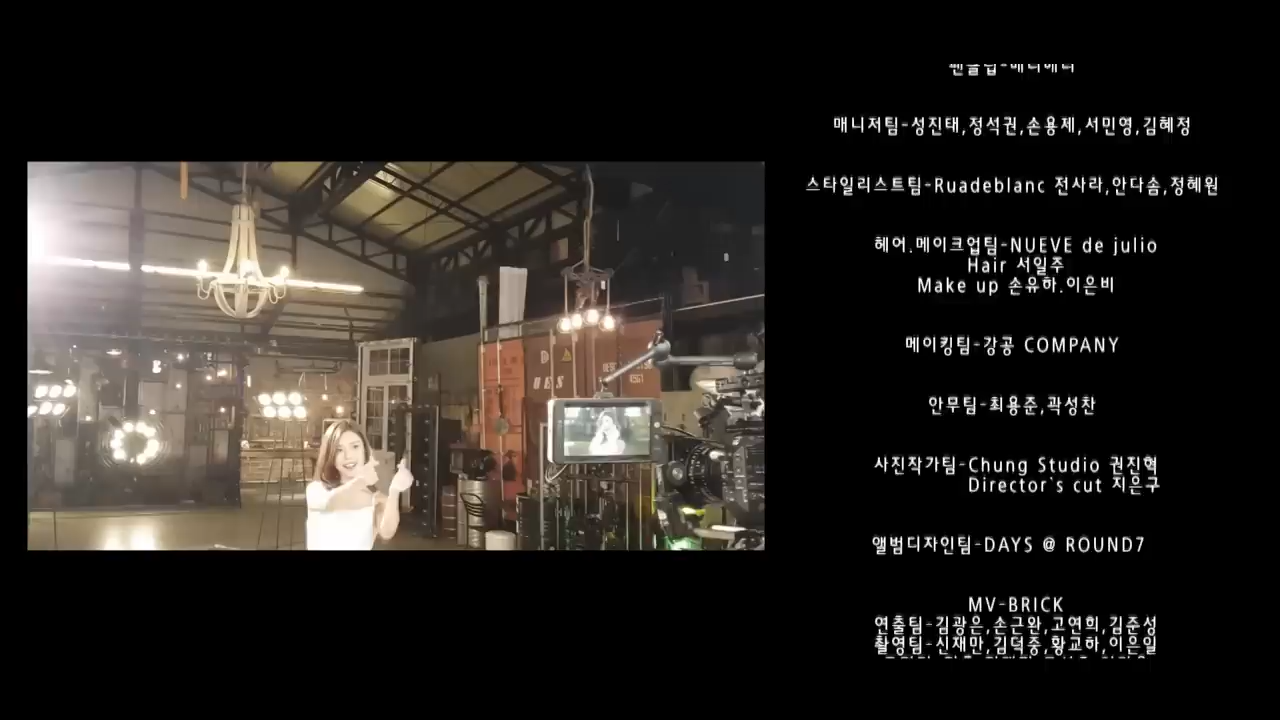 매니저팀-성진태,정석권,손용제,서민영,김혜정
스타일리스트팀-Ruadeblanc 전사라,안다솜,정혜원
헤어.메이크업팀-NUEVE de julio
Hair 서일주
Make up 손유하.이은비
메이킹팀-강공 COMPANY
안무팀-최용준,곽성찬
사진작가팀-Chung Studio 권진혁
Director`s cut 지은구
앨범디자인팀-DAYS @ ROUND7
MV-BRICK
연출팀-김광은,손근완,고연희,김준성
촬영팀-신재만,김덕중,황교하,이은일